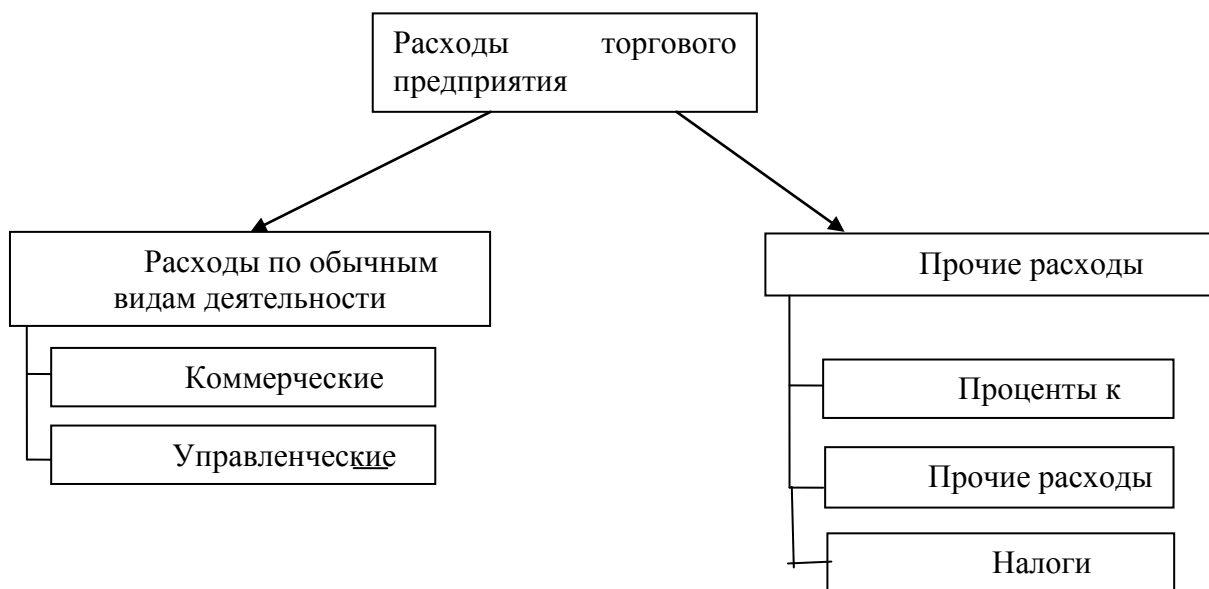 Расходы торгового
предприятия
Расходы по обычным
видам деятельности
Коммерческие
Управленческие
Прочие расходы
Проценты к
Прочие расходы
Налоги